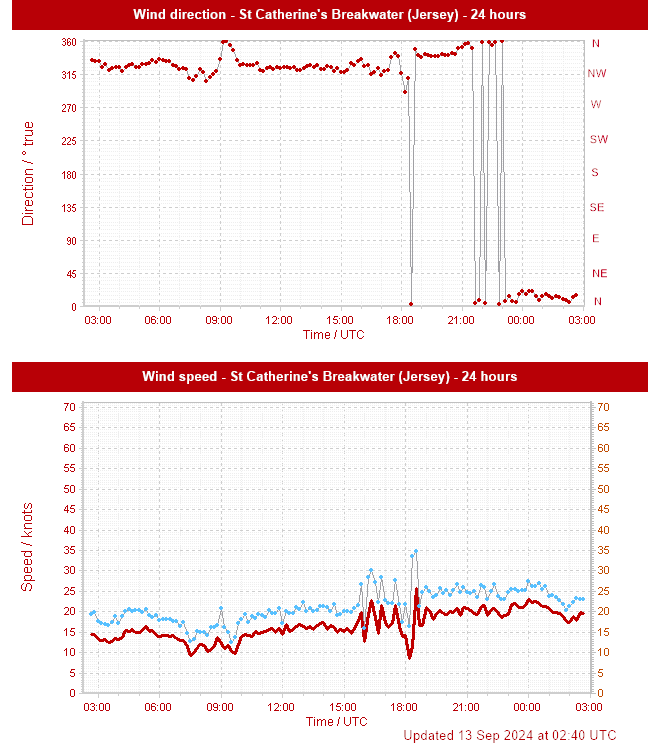 Wind direction - St Catherine's Breakwater (Jersey) - 24 hours
360 N
315 NW
270 W
225 SW
180 S
135 SE
90 E
45 NE
0 N
Direction / ° true
03:00 06:00 09:00 12:00 15:00 18:00 21:00 00:00 03:00
Time / UTC
Wind speed - St Catherine's Breakwater (Jersey) - 24 hours
70 70
65 65
60 60
55 55
50 50
45 45
40 40
35 35
30 30
25 25
20 20
15 15
10 10
5 5
0 0
Speed / knots
03:00 06:00 09:00 12:00 15:00 18:00 21:00 00:00 03:00
Time / UTC
Updated 13 Sep 2024 at 02:40 UTC